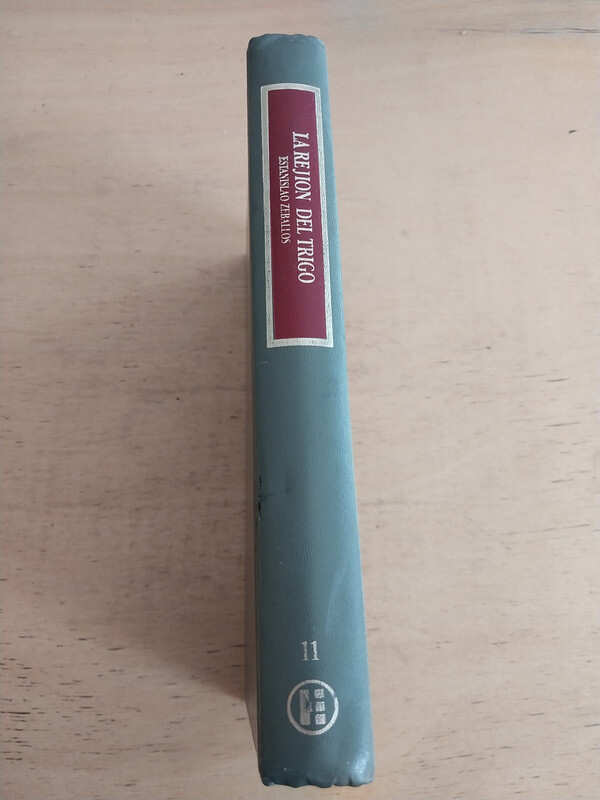 LA REJION DEL TRIGO
ESTANISLAO ZEBALLOS
11